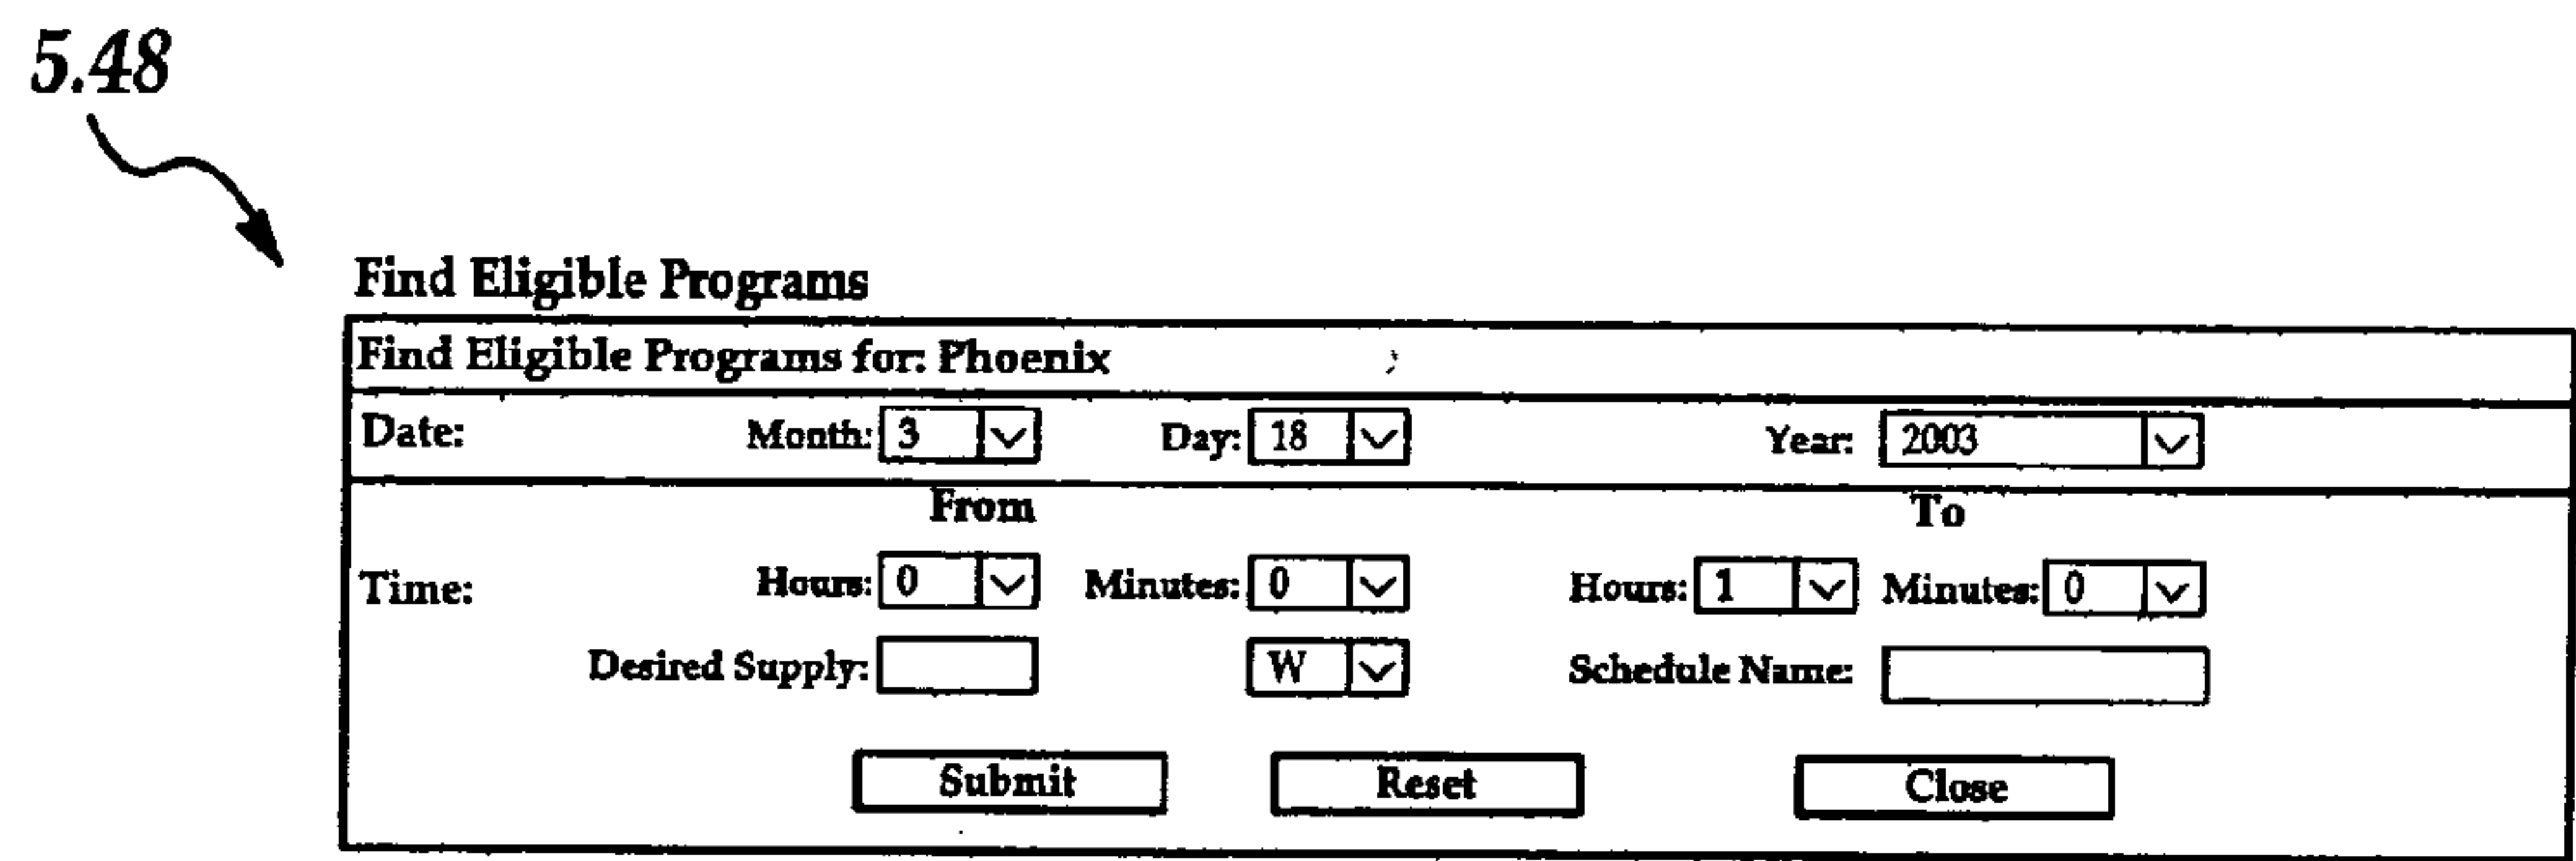 5.48
Find Eligible Programs
Find Eligible Programs for: Phoenix
Date: Month: 3 Day: 18 Year: 2003
From To
Time: Hours: 0 Minutes: 0 Hours: 1 Minutes: 0
Desired Supply: W Schedule Name:
Submit Reset Close